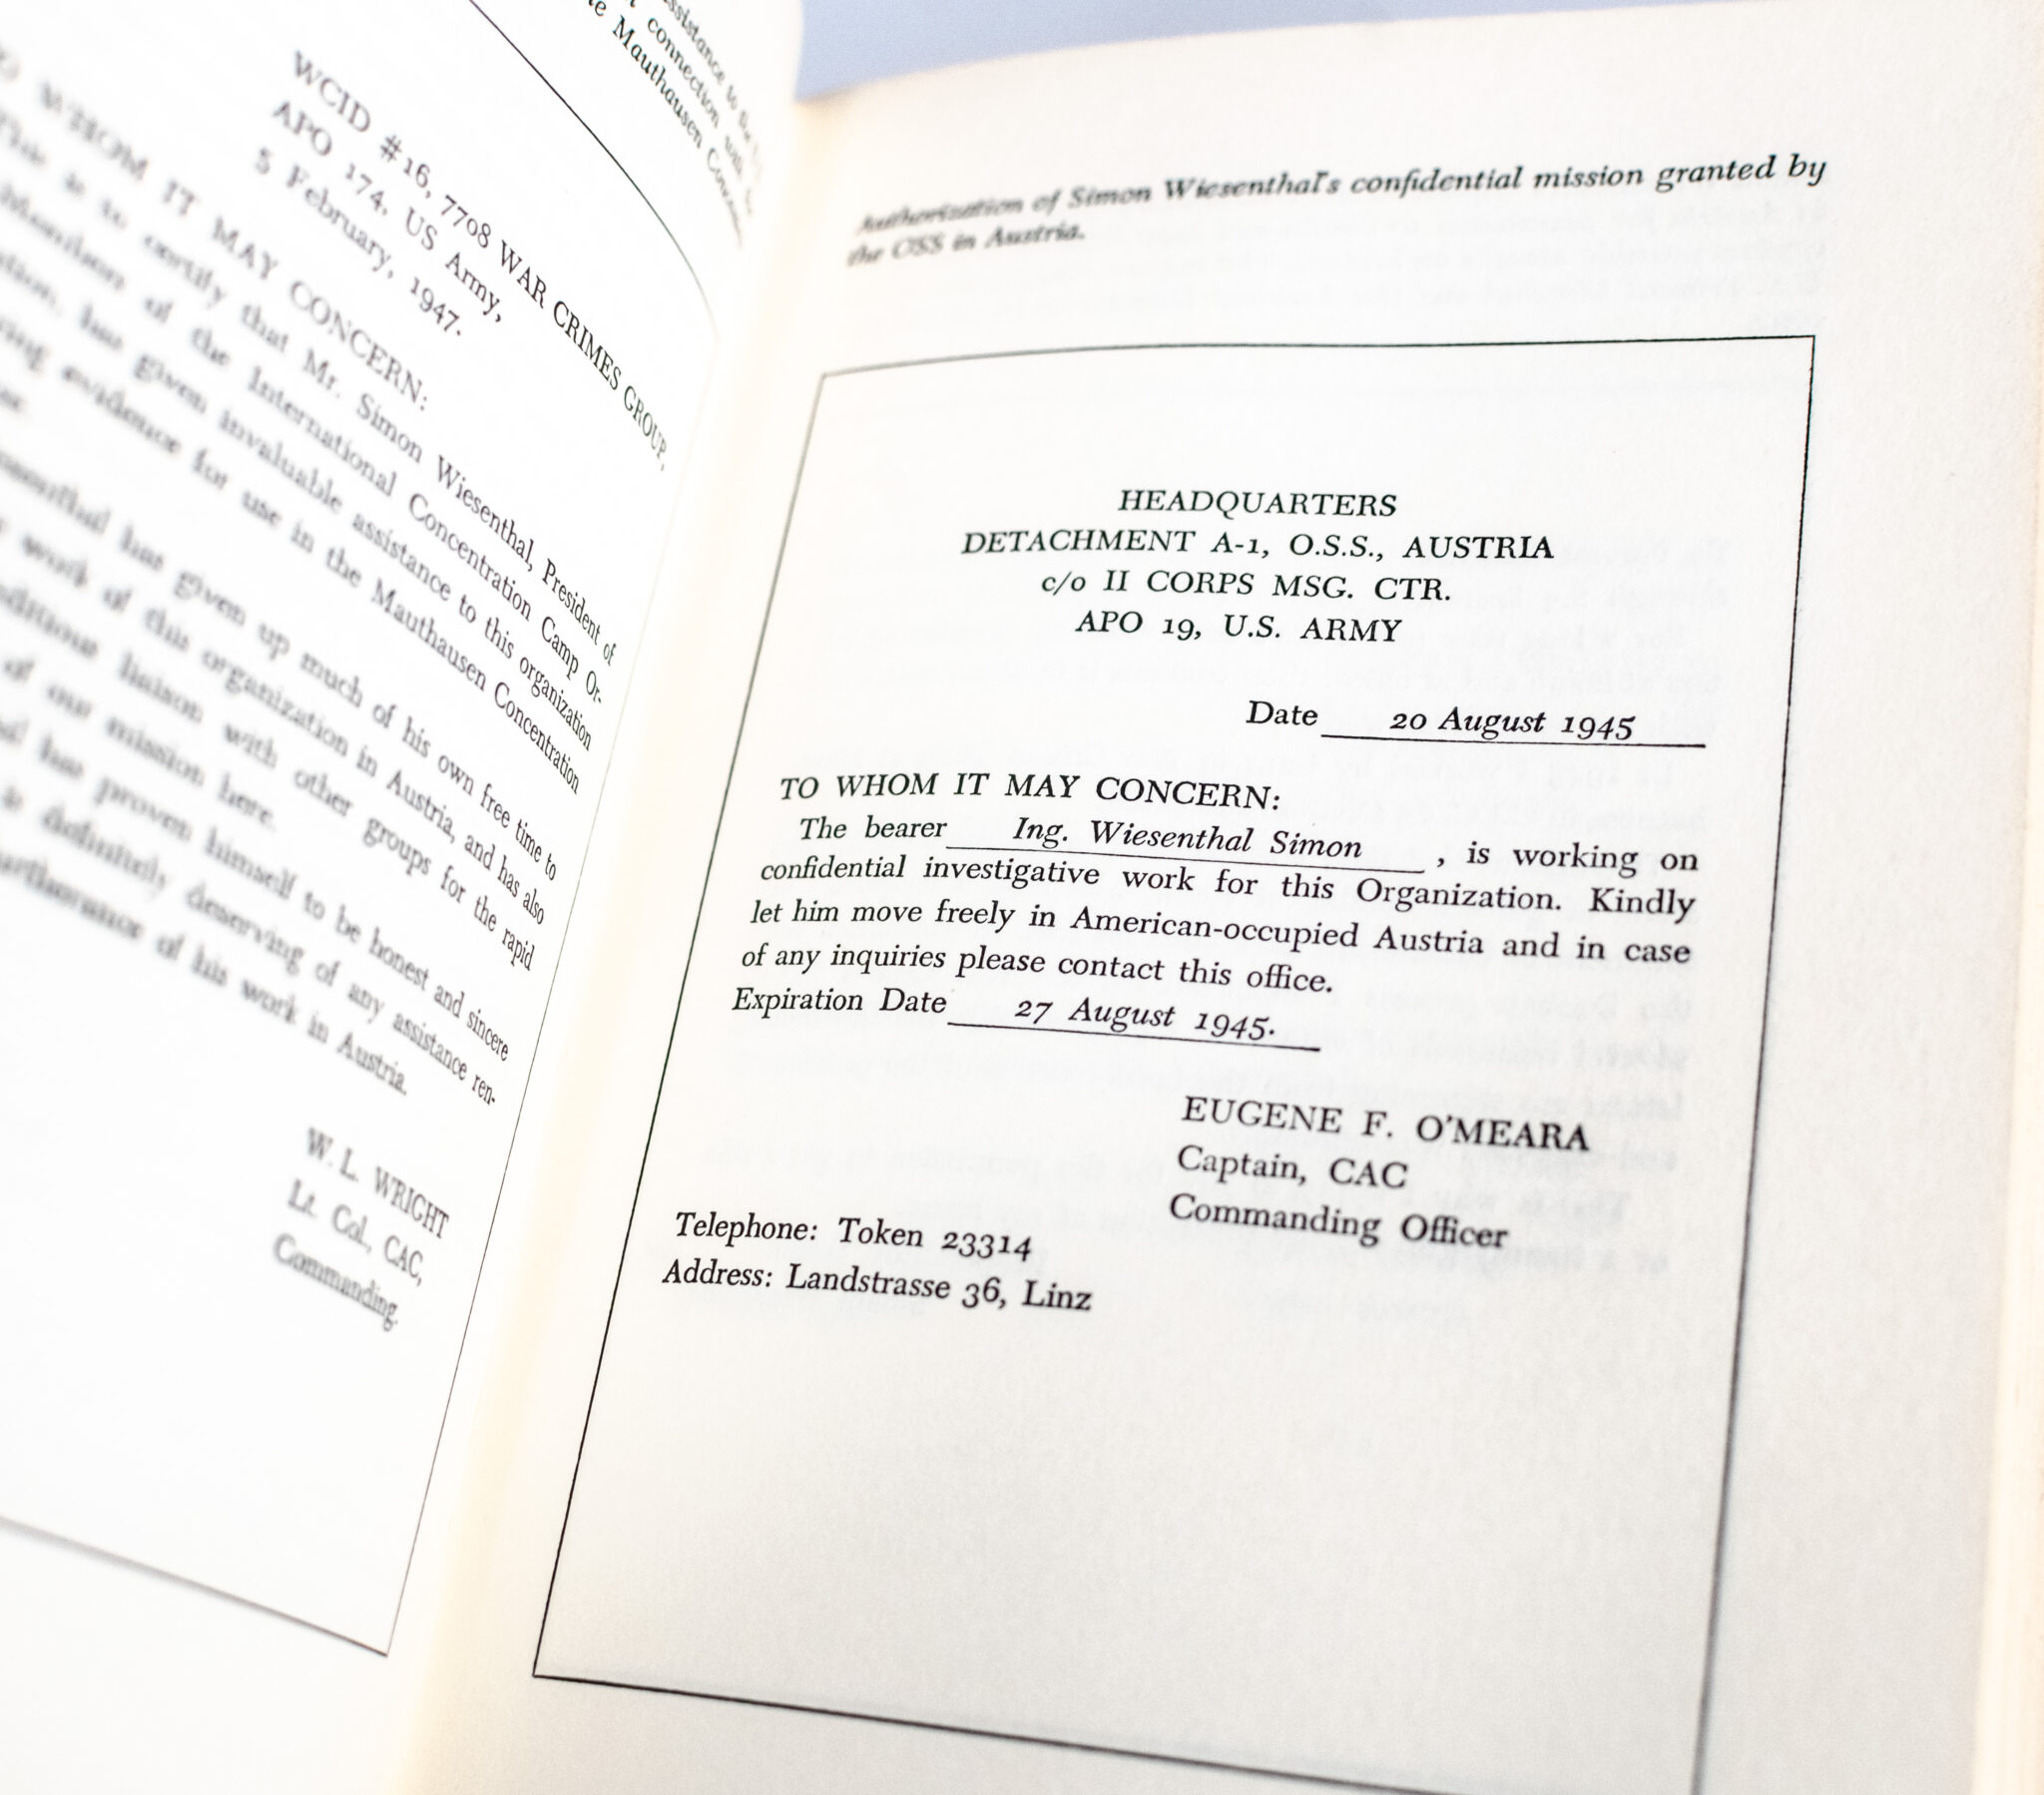 ssistance to the
connection with
e Mauthausen Concen
WCID #16, 7708 WAR CRIMES GROUP,
APO 174, US Army,
5 February, 1947.
O WHOM IT MAY CONCERN:
This is to certify that Mr. Simon Wiesenthal, President of
of the International Concentration Camp Or-
has given invaluable assistance to this organization
evidence for use in the Mauthausen Concentration
has given up much of his own free time to
work of this organization in Austria, and has also
liaison with other groups for the rapid
of our mission here.
has proven himself to be honest and sincere
is definitely deserving of any assistance ren-
of his work in Austria.
W. L. WRIGHT
Lt. Col., CAC,
Commanding.
Authorization of Simon Wiesenthal's confidential mission granted by
the OSS in Austria.
HEADQUARTERS
DETACHMENT A-1, O.S.S., AUSTRIA
c/o II CORPS MSG. CTR.
APO 19, U.S. ARMY
Date 20 August 1945
TO WHOM IT MAY CONCERN:
The bearer Ing. Wiesenthal Simon , is working on
confidential investigative work for this Organization. Kindly
let him move freely in American-occupied Austria and in case
of any inquiries please contact this office.
Expiration Date 27 August 1945.
EUGENE F. O'MEARA
Captain, CAC
Commanding Officer
Telephone: Token 23314
Address: Landstrasse 36, Linz